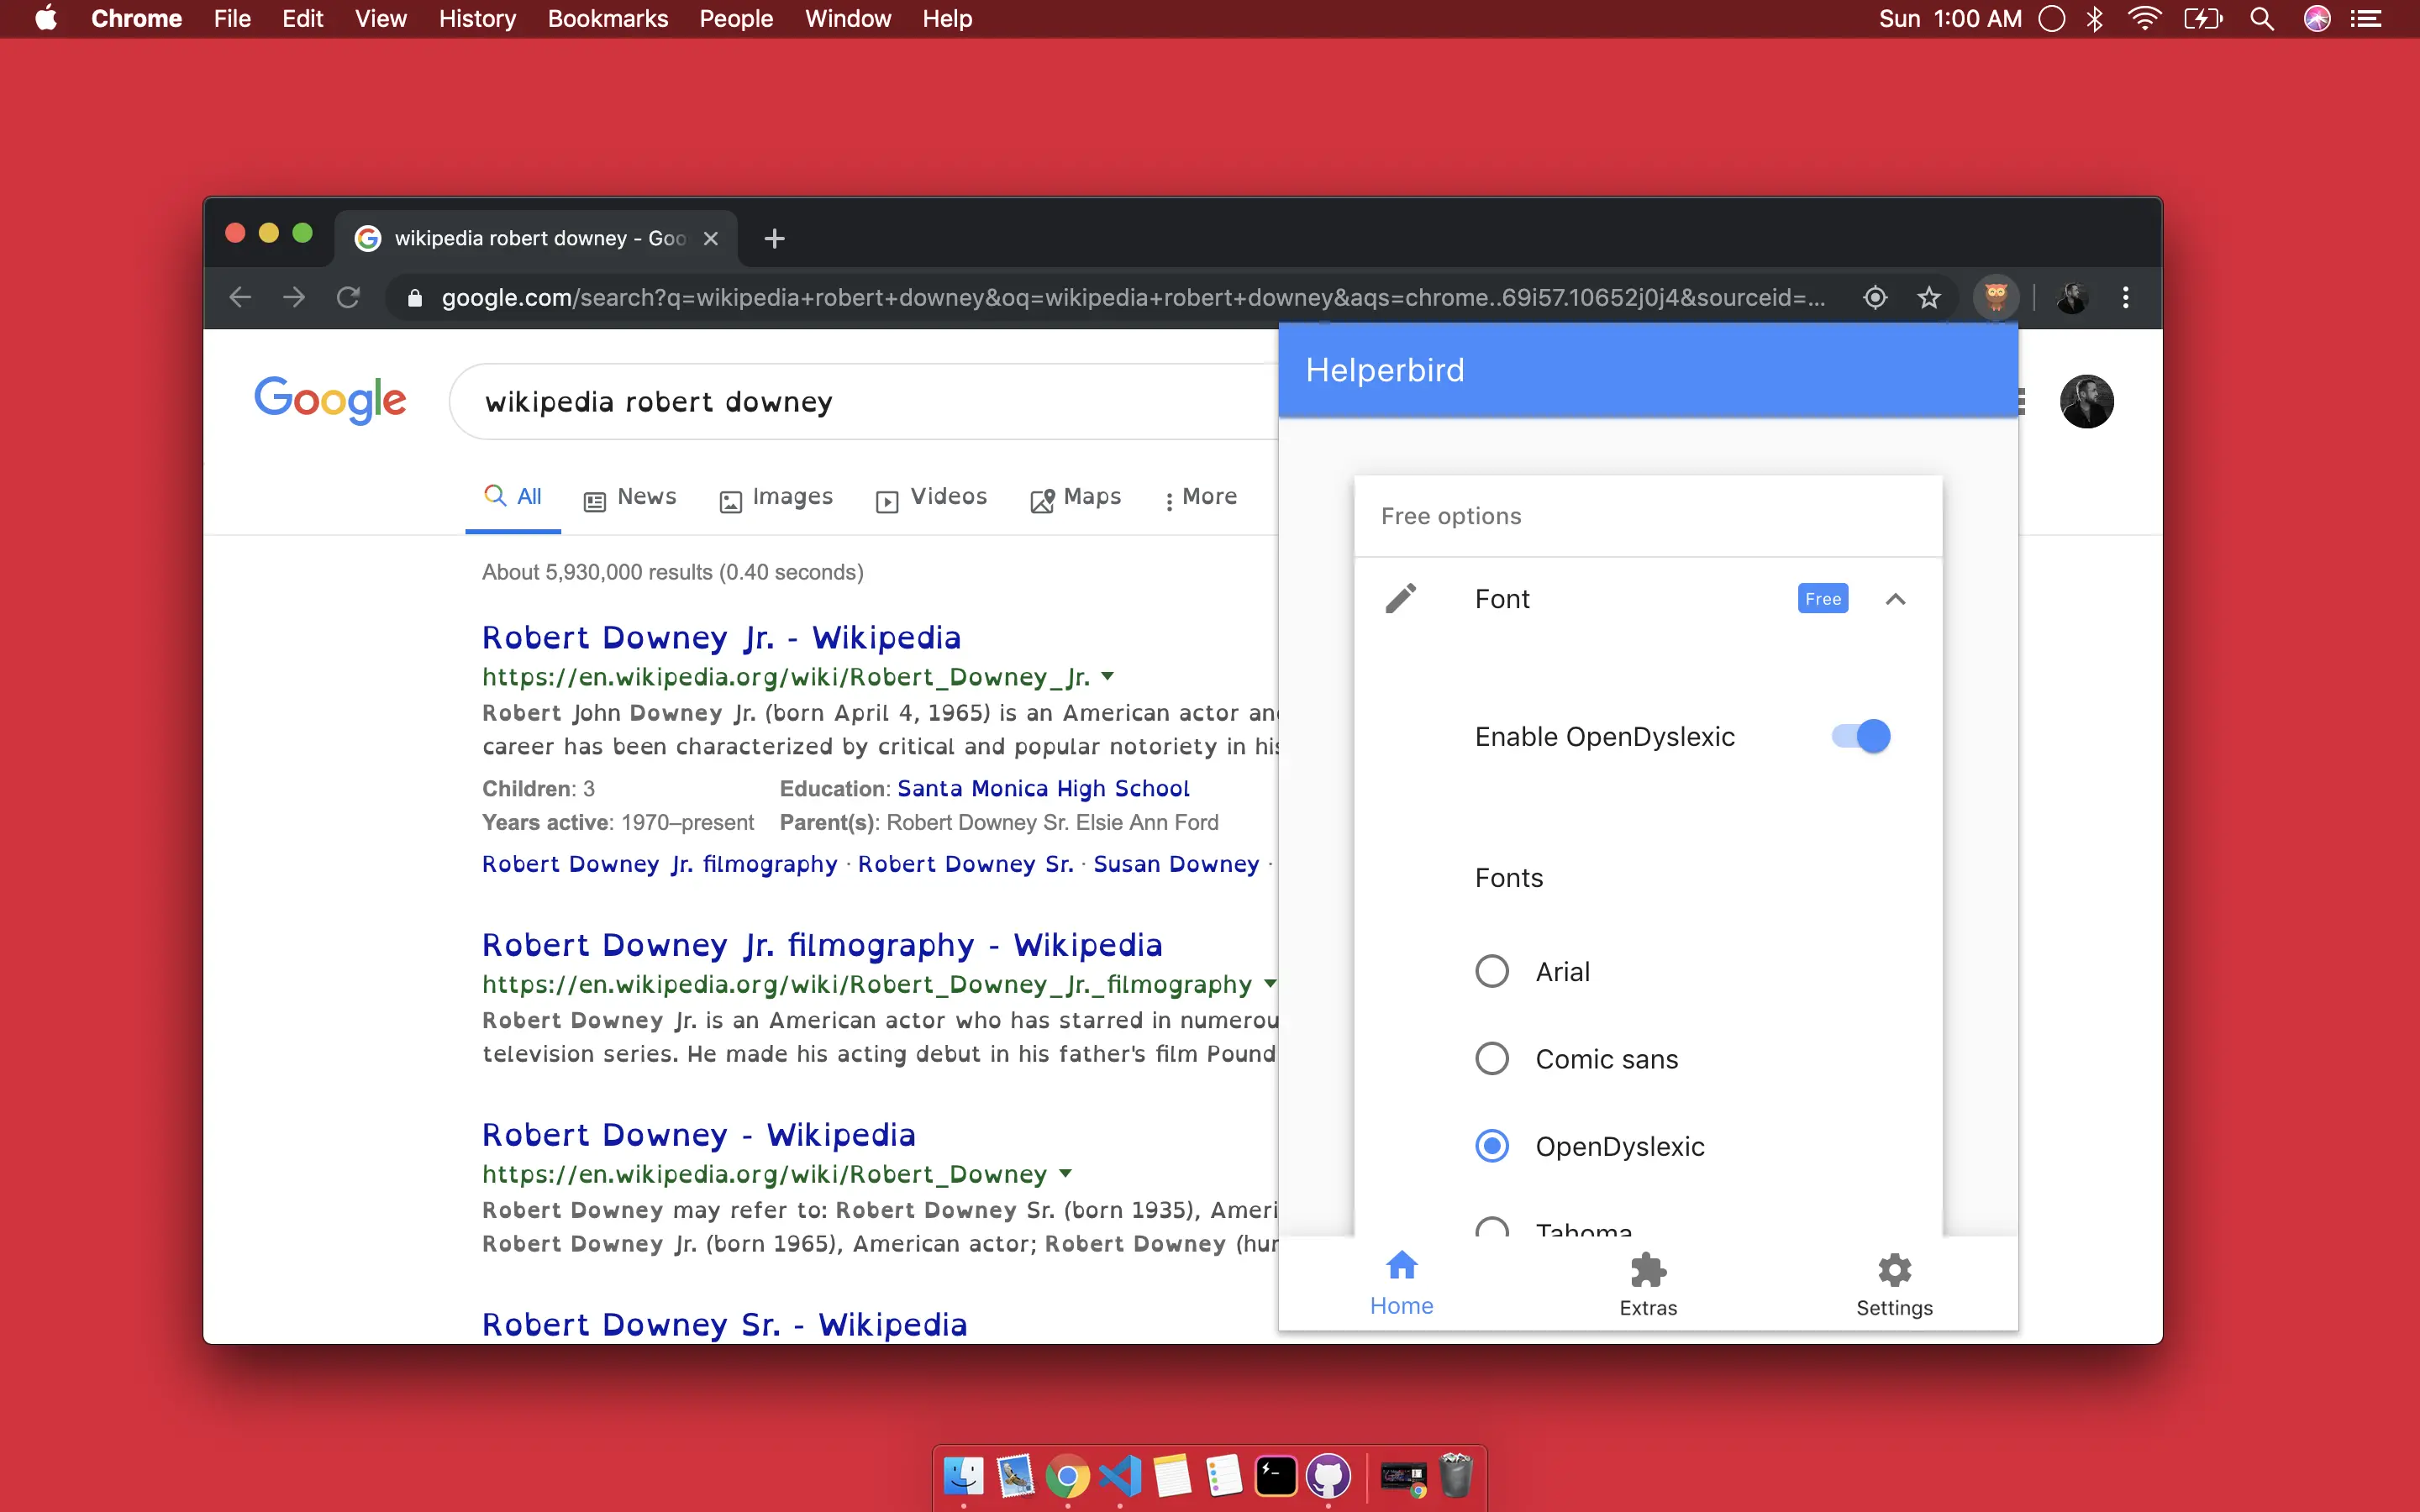 Chrome File Edit View History Bookmarks People Window Help Sun 1:00 AM
wikipedia robert downey - Goo
google.com/search?q=wikipedia+robert+downey&oq=wikipedia+robert+downey&aqs=chrome..69i57.10652j0j4&sourceid=...
Google
wikipedia robert downey
All News Images Videos Maps More
About 5,930,000 results (0.40 seconds)
Robert Downey Jr. - Wikipedia
https://en.wikipedia.org/wiki/Robert_Downey_Jr.
Robert John Downey Jr. (born April 4, 1965) is an American actor and
career has been characterized by critical and popular notoriety in his
Children: 3 Education: Santa Monica High School
Years active: 1970–present Parent(s): Robert Downey Sr. Elsie Ann Ford
Robert Downey Jr. filmography · Robert Downey Sr. · Susan Downey ·
Robert Downey Jr. filmography - Wikipedia
https://en.wikipedia.org/wiki/Robert_Downey_Jr._filmography
Robert Downey Jr. is an American actor who has starred in numerou
television series. He made his acting debut in his father's film Pound
Robert Downey - Wikipedia
https://en.wikipedia.org/wiki/Robert_Downey
Robert Downey may refer to: Robert Downey Sr. (born 1935), Ameri
Robert Downey Jr. (born 1965), American actor; Robert Downey (hur
Robert Downey Sr. - Wikipedia
Helperbird
Free options
Font Free
Enable OpenDyslexic
Fonts
Arial
Comic sans
OpenDyslexic
Tahoma
Home Extras Settings